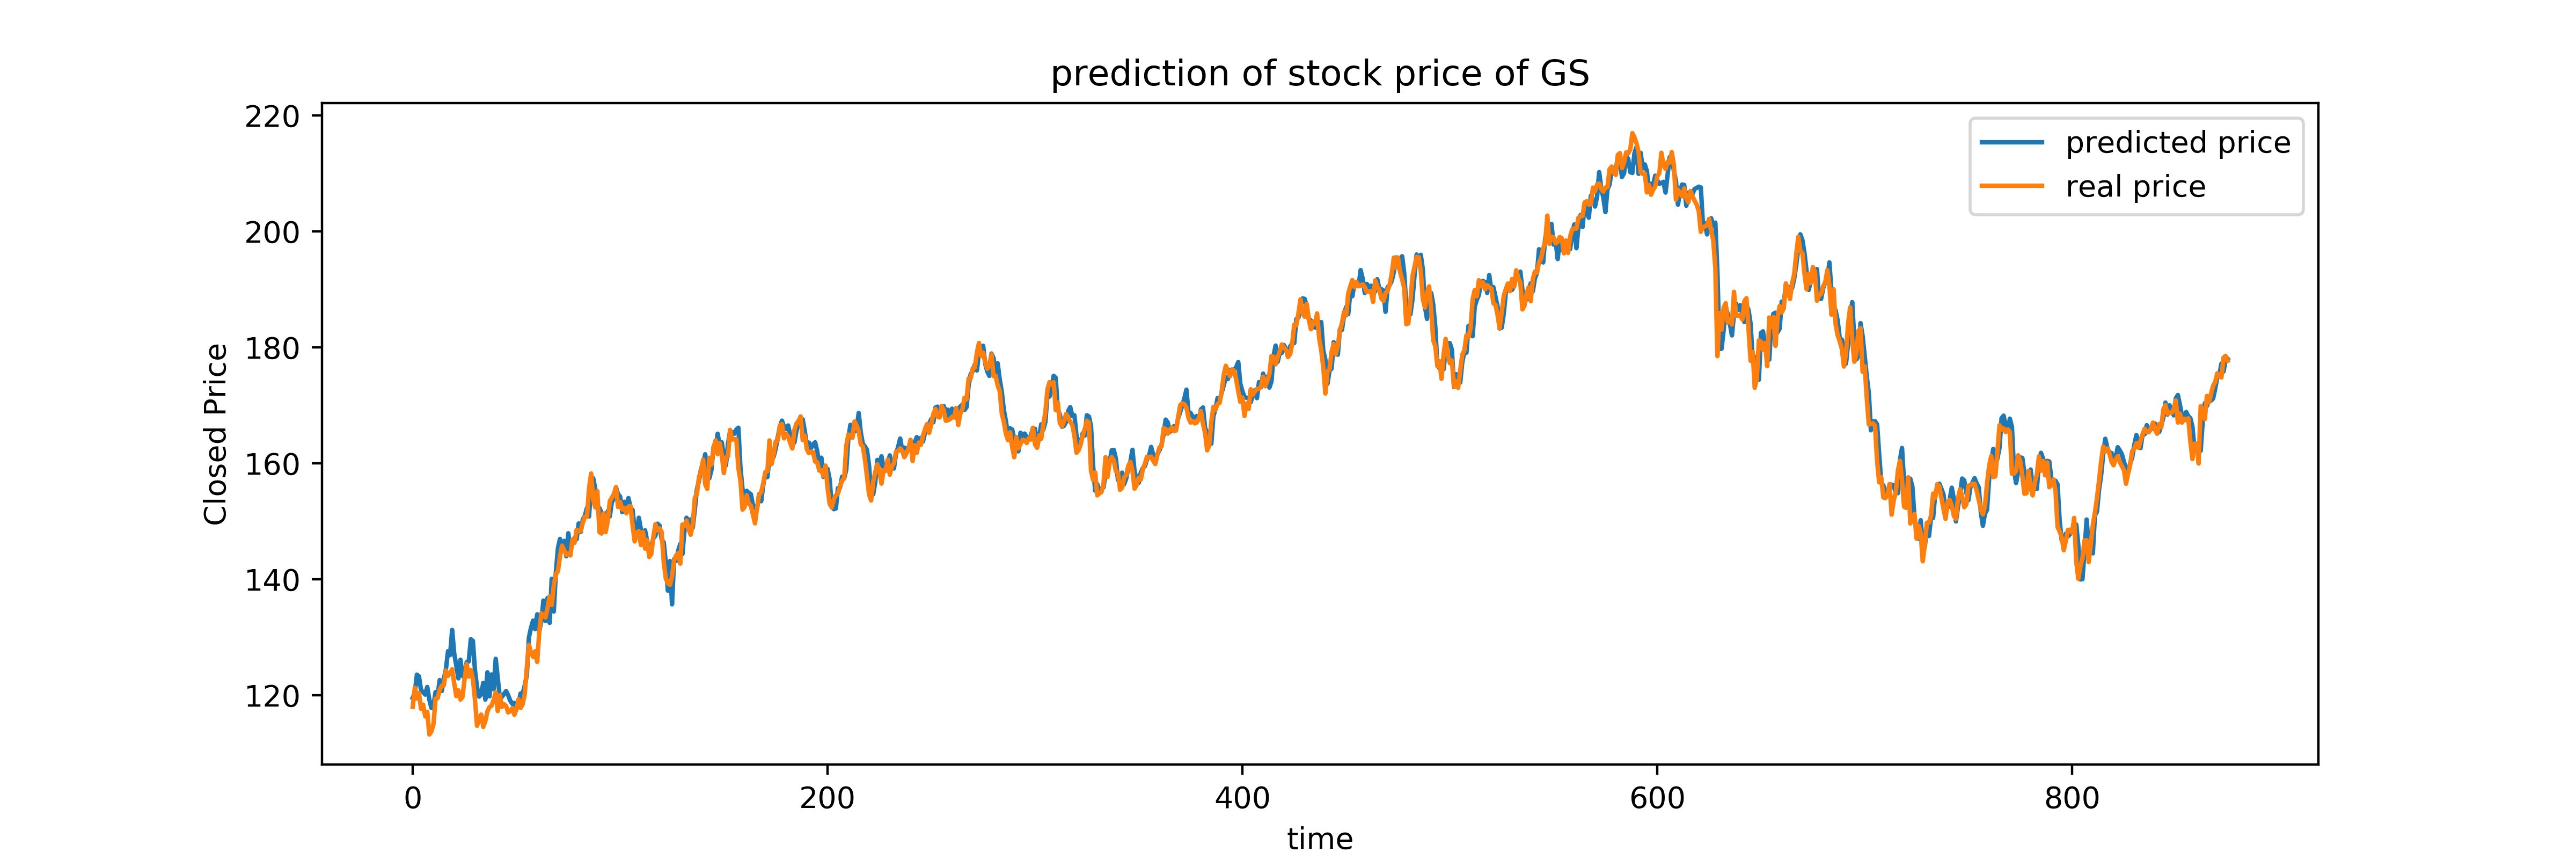 prediction of stock price of GS
predicted price
real price
Closed Price
220
200
180
160
140
120
0
200
400
600
800
time